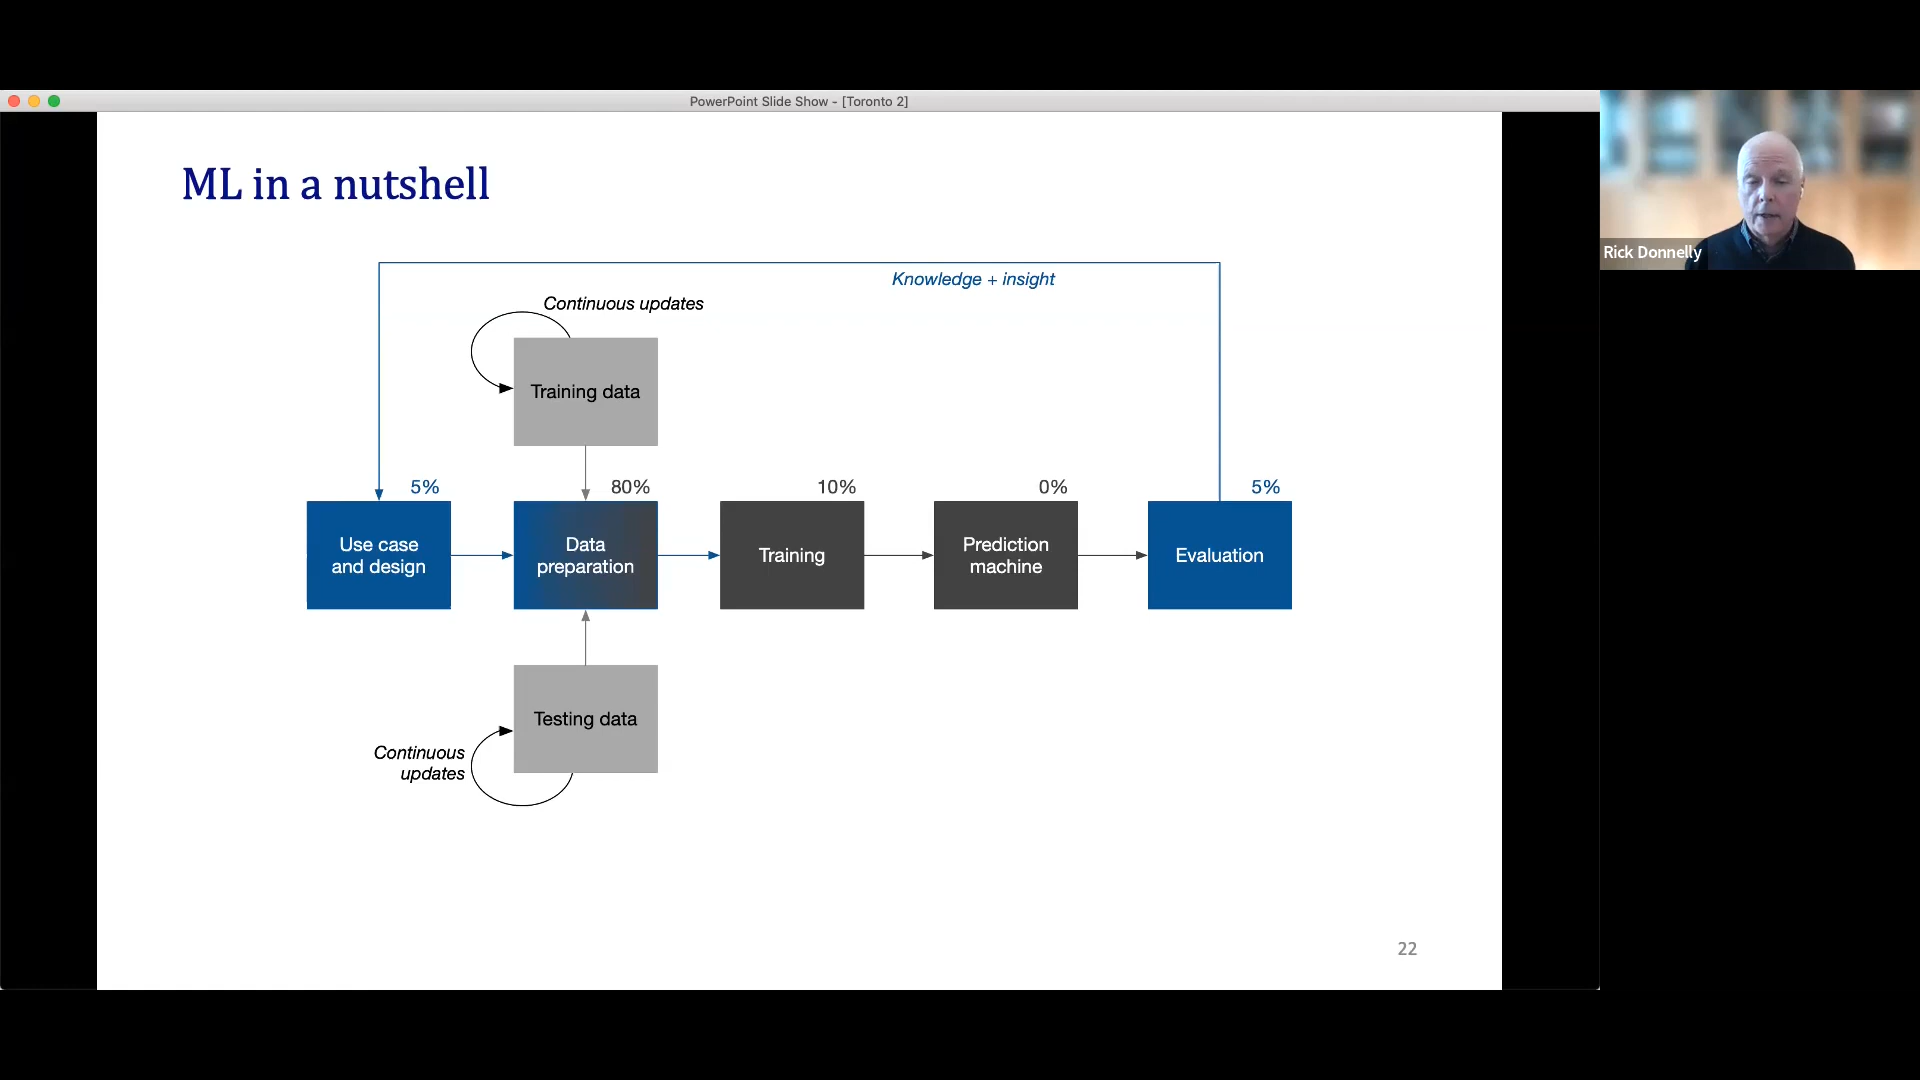 PowerPoint Slide Show - [Toronto 2]
ML in a nutshell
Knowledge + insight
Continuous updates
Training data
5%
80%
10%
0%
5%
Use case
and design
Data
preparation
Training
Prediction
machine
Evaluation
Testing data
Continuous
updates
22
Rick Donnelly